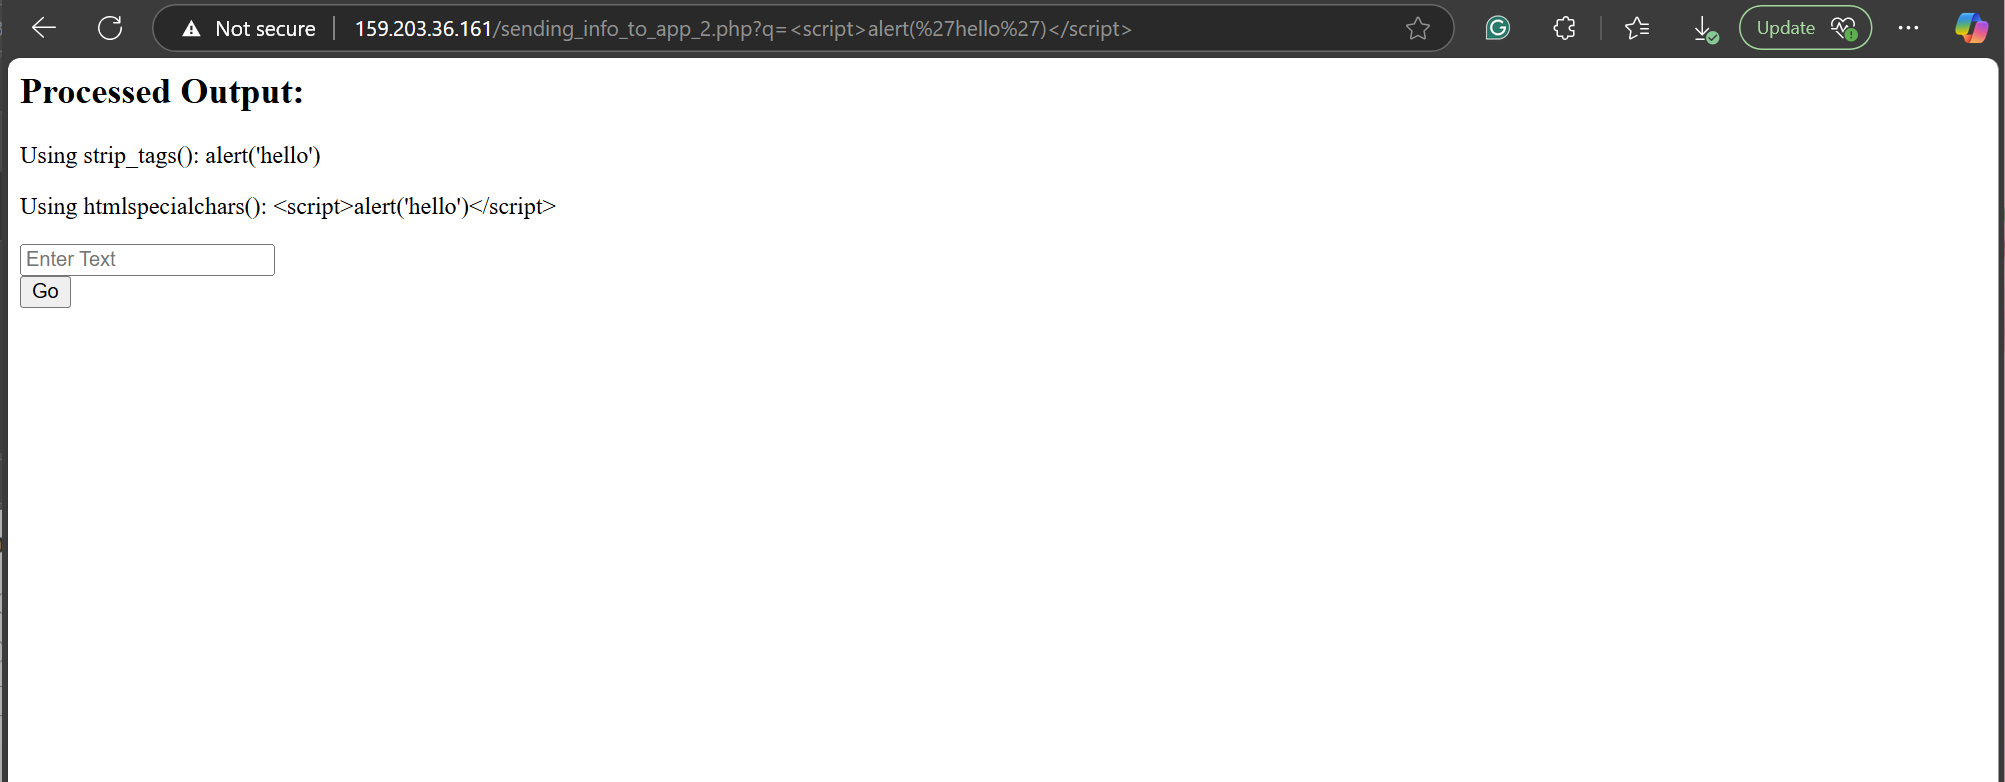 Not secure 159.203.36.161/sending_info_to_app_2.php?q=<script>alert(%27hello%27)</script> Update
Processed Output:
Using strip_tags(): alert('hello')
Using htmlspecialchars(): <script>alert('hello')</script>
Enter Text
Go